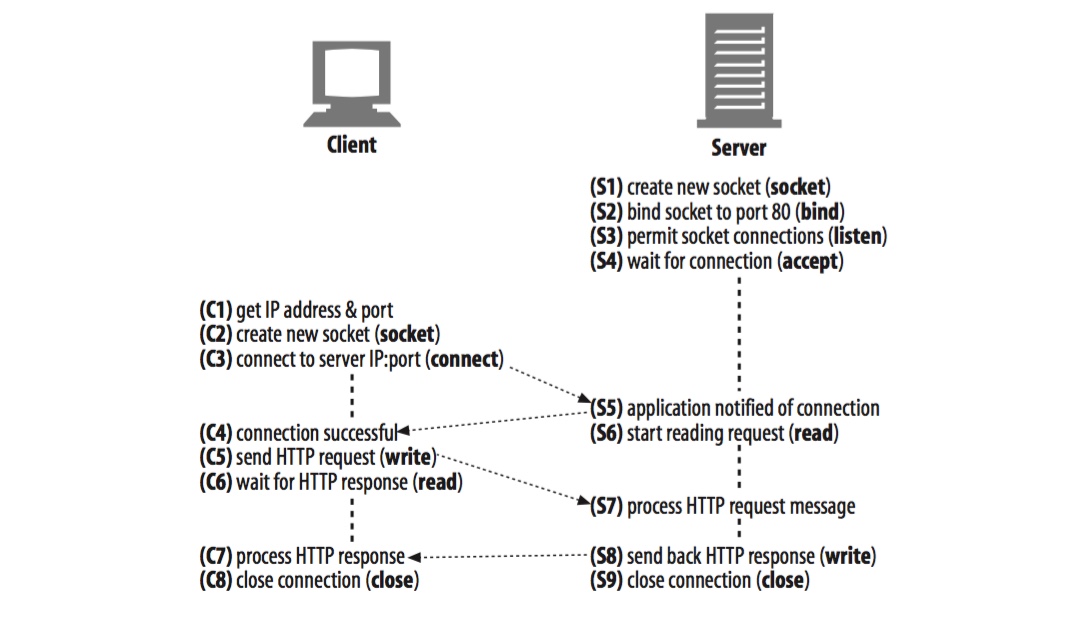 Client
Server
(S1) create new socket (socket)
(S2) bind socket to port 80 (bind)
(S3) permit socket connections (listen)
(S4) wait for connection (accept)
(C1) get IP address & port
(C2) create new socket (socket)
(C3) connect to server IP:port (connect)
(S5) application notified of connection
(C4) connection successful
(S6) start reading request (read)
(C5) send HTTP request (write)
(C6) wait for HTTP response (read)
(S7) process HTTP request message
(C7) process HTTP response
(S8) send back HTTP response (write)
(C8) close connection (close)
(S9) close connection (close)